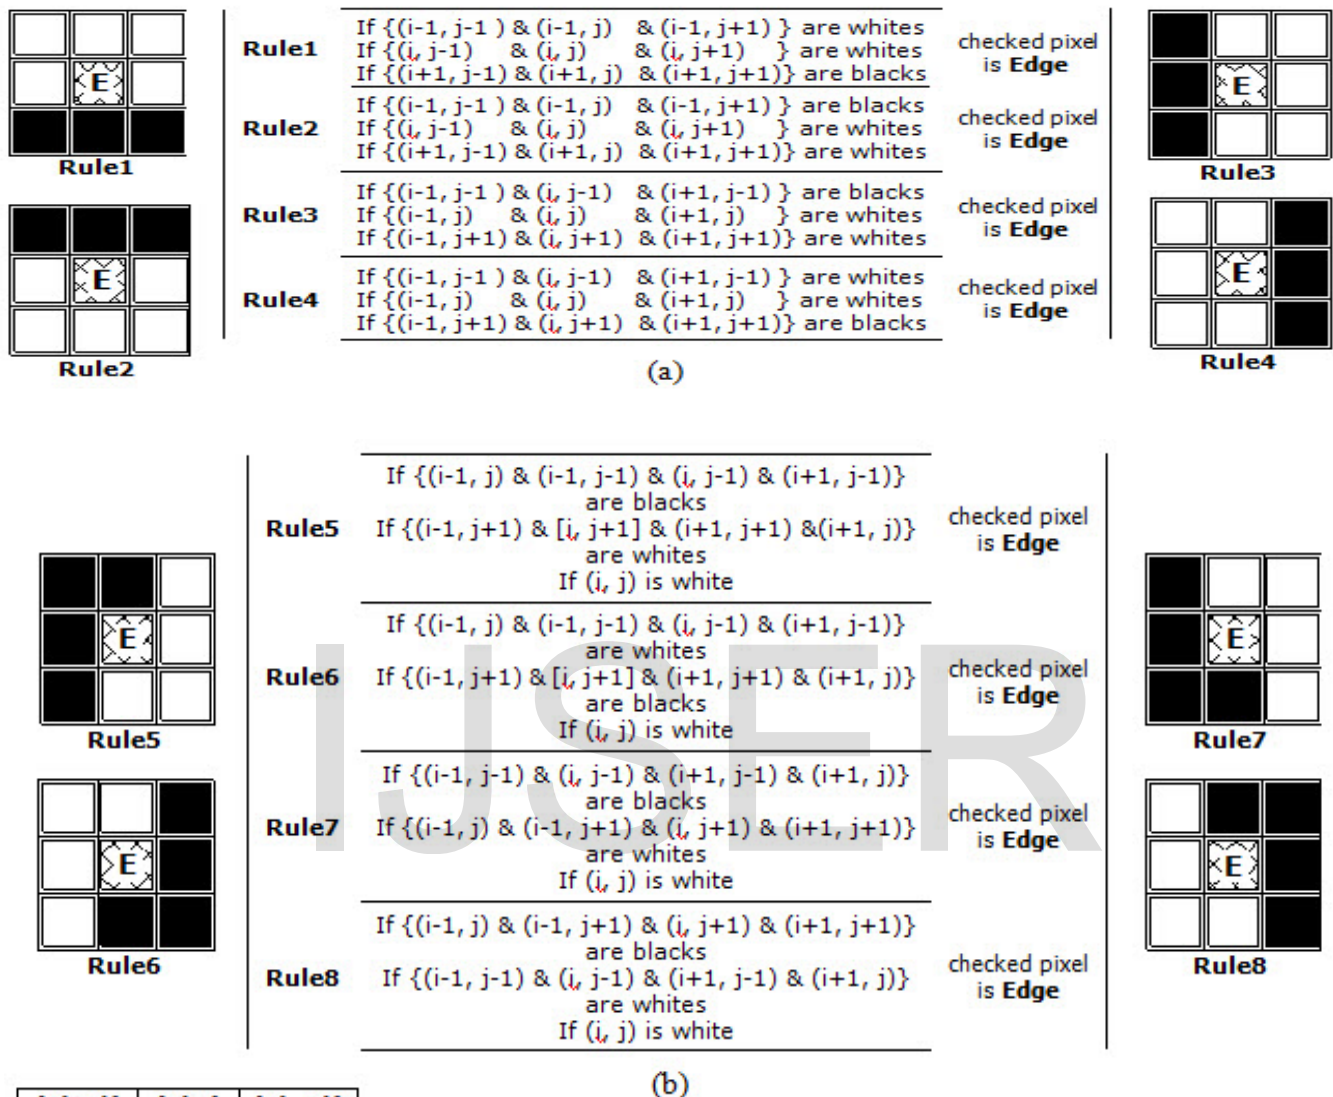 E
Rule1
E
Rule2
Rule1
If {(i-1, j-1 ) & (i-1, j) & (i-1, j+1) } are whites
If {(i, j-1) & (i, j) & (i, j+1) } are whites
If {(i+1, j-1) & (i+1, j) & (i+1, j+1)} are blacks
checked pixel
is Edge
Rule2
If {(i-1, j-1 ) & (i-1, j) & (i-1, j+1) } are blacks
If {(i, j-1) & (i, j) & (i, j+1) } are whites
If {(i+1, j-1) & (i+1, j) & (i+1, j+1)} are whites
checked pixel
is Edge
Rule3
If {(i-1, j-1 ) & (i, j-1) & (i+1, j-1) } are blacks
If {(i-1, j) & (i, j) & (i+1, j) } are whites
If {(i-1, j+1) & (i, j+1) & (i+1, j+1)} are whites
checked pixel
is Edge
Rule4
If {(i-1, j-1 ) & (i, j-1) & (i+1, j-1) } are whites
If {(i-1, j) & (i, j) & (i+1, j) } are whites
If {(i-1, j+1) & (i, j+1) & (i+1, j+1)} are blacks
checked pixel
is Edge
E
Rule3
E
Rule4
(a)
E
Rule5
E
Rule6
Rule5
If {(i-1, j) & (i-1, j-1) & (i, j-1) & (i+1, j-1)}
are blacks
If {(i-1, j+1) & [i, j+1] & (i+1, j+1) &(i+1, j)}
are whites
If (i, j) is white
checked pixel
is Edge
Rule6
If {(i-1, j) & (i-1, j-1) & (i, j-1) & (i+1, j-1)}
are whites
If {(i-1, j+1) & [i, j+1] & (i+1, j+1) & (i+1, j)}
are blacks
If (i, j) is white
checked pixel
is Edge
Rule7
If {(i-1, j-1) & (i, j-1) & (i+1, j-1) & (i+1, j)}
are blacks
If {(i-1, j) & (i-1, j+1) & (i, j+1) & (i+1, j+1)}
are whites
If (i, j) is white
checked pixel
is Edge
Rule8
If {(i-1, j) & (i-1, j+1) & (i, j+1) & (i+1, j+1)}
are blacks
If {(i-1, j-1) & (i, j-1) & (i+1, j-1) & (i+1, j)}
are whites
If (i, j) is white
checked pixel
is Edge
E
Rule7
E
Rule8
IJSER
(b)